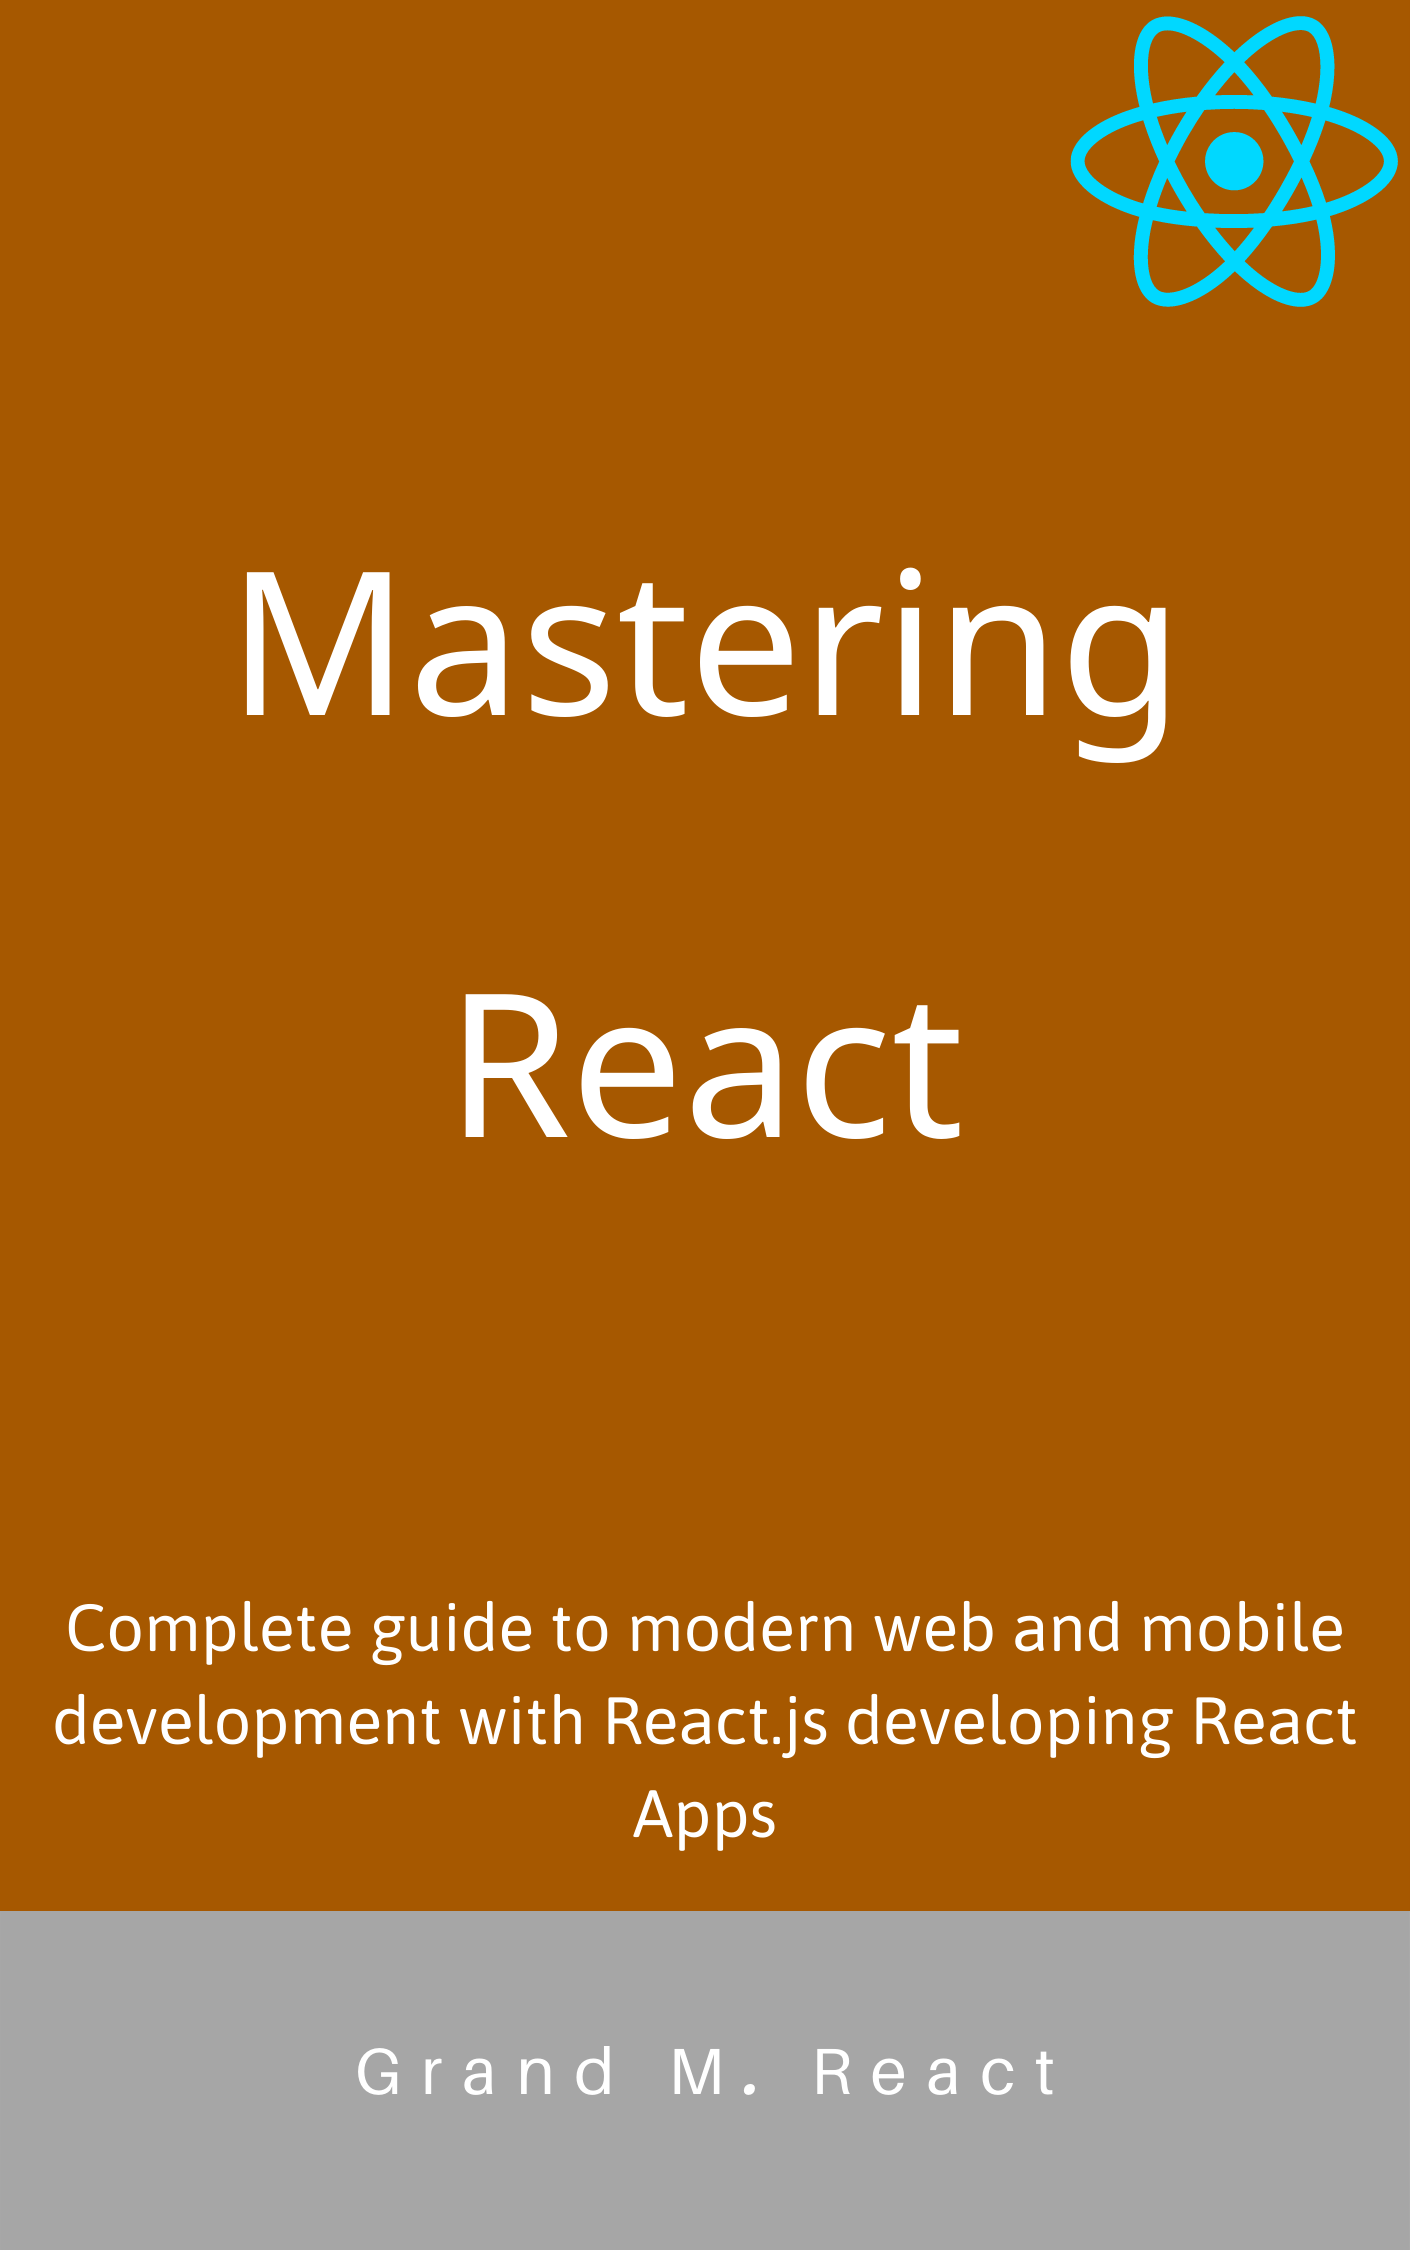 Mastering
React
Complete guide to modern web and mobile
development with React.js developing React
Apps
Grand M. React